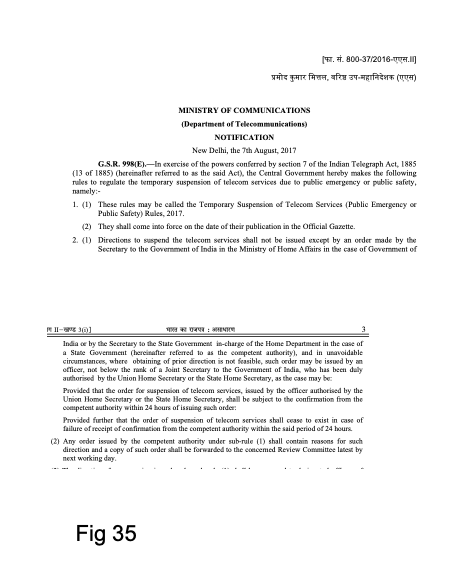 [फा. सं. 800-37/2016-एएस.II]
प्रमोद कुमार मित्तल, वरिष्ठ उप-महानिदेशक (एएस)
MINISTRY OF COMMUNICATIONS
(Department of Telecommunications)
NOTIFICATION
New Delhi, the 7th August, 2017
G.S.R. 998(E).—In exercise of the powers conferred by section 7 of the Indian Telegraph Act, 1885
(13 of 1885) (hereinafter referred to as the said Act), the Central Government hereby makes the following
rules to regulate the temporary suspension of telecom services due to public emergency or public safety,
namely:-
1. (1) These rules may be called the Temporary Suspension of Telecom Services (Public Emergency or
Public Safety) Rules, 2017.
(2) They shall come into force on the date of their publication in the Official Gazette.
2. (1) Directions to suspend the telecom services shall not be issued except by an order made by the
Secretary to the Government of India in the Ministry of Home Affairs in the case of Government of
ग II—खण्ड 3(i)] भारत का राजपत्र : असाधारण 3
India or by the Secretary to the State Government in-charge of the Home Department in the case of
a State Government (hereinafter referred to as the competent authority), and in unavoidable
circumstances, where obtaining of prior direction is not feasible, such order may be issued by an
officer, not below the rank of a Joint Secretary to the Government of India, who has been duly
authorised by the Union Home Secretary or the State Home Secretary, as the case may be:
Provided that the order for suspension of telecom services, issued by the officer authorised by the
Union Home Secretary or the State Home Secretary, shall be subject to the confirmation from the
competent authority within 24 hours of issuing such order:
Provided further that the order of suspension of telecom services shall cease to exist in case of
failure of receipt of confirmation from the competent authority within the said period of 24 hours.
(2) Any order issued by the competent authority under sub-rule (1) shall contain reasons for such
direction and a copy of such order shall be forwarded to the concerned Review Committee latest by
next working day.
Fig 35